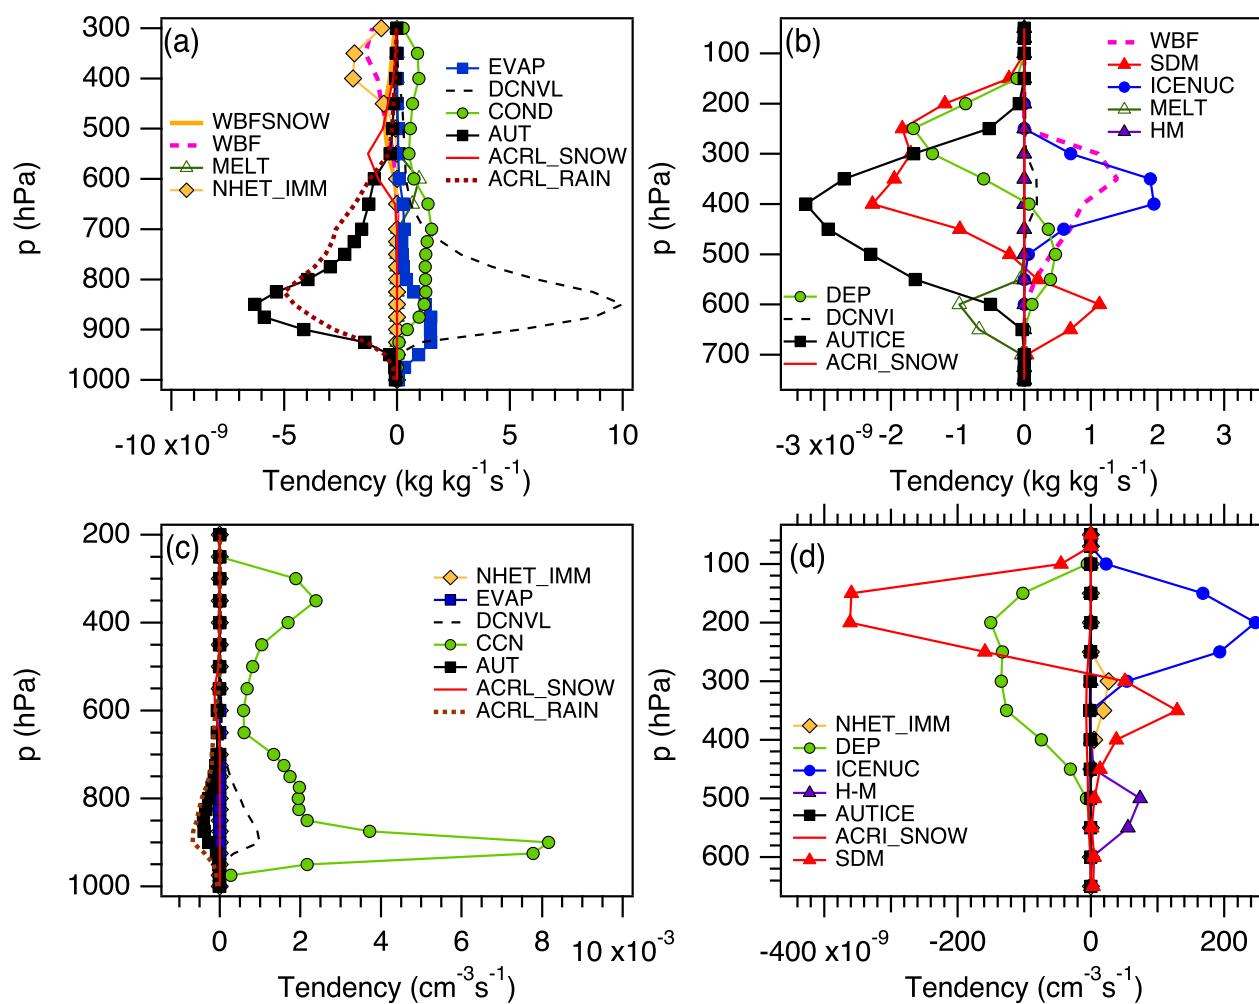 (a)
300
400
500
600
700
800
900
1000
p (hPa)
WBFSNOW
WBF
MELT
NHET_IMM
EVAP
DCNVL
COND
AUT
ACRL_SNOW
ACRL_RAIN
-10 x10⁻⁹
-5
0
5
10
Tendency (kg kg⁻¹s⁻¹)
(b)
100
200
300
400
500
600
700
p (hPa)
WBF
SDM
ICENUC
MELT
HM
DEP
DCNVI
AUTICE
ACRI_SNOW
-3 x10⁻⁹
-2
-1
0
1
2
3
Tendency (kg kg⁻¹s⁻¹)
(c)
200
400
600
800
1000
p (hPa)
NHET_IMM
EVAP
DCNVL
CCN
AUT
ACRL_SNOW
ACRL_RAIN
0
2
4
6
8
10 x10⁻³
Tendency (cm⁻³s⁻¹)
(d)
100
200
300
400
500
600
p (hPa)
NHET_IMM
DEP
ICENUC
H-M
AUTICE
ACRI_SNOW
SDM
-400 x10⁻⁹
-200
0
200
Tendency (cm⁻³s⁻¹)